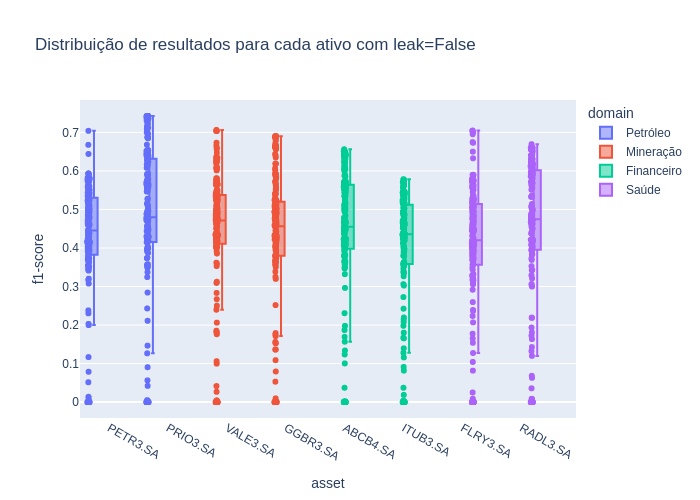 Distribuição de resultados para cada ativo com leak=False
domain
Petróleo
Mineração
Financeiro
Saúde
f1-score
0.7
0.6
0.5
0.4
0.3
0.2
0.1
0
PETR3.SA
PRIO3.SA
VALE3.SA
GGBR3.SA
ABCB4.SA
ITUB3.SA
FLRY3.SA
RADL3.SA
asset